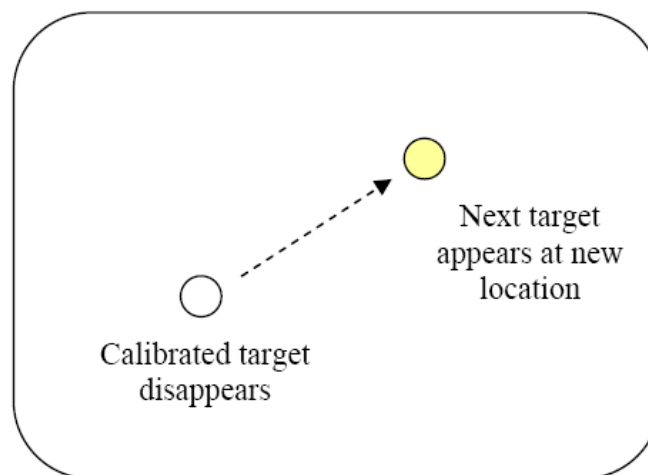 Next target
appears at new
location
Calibrated target
disappears